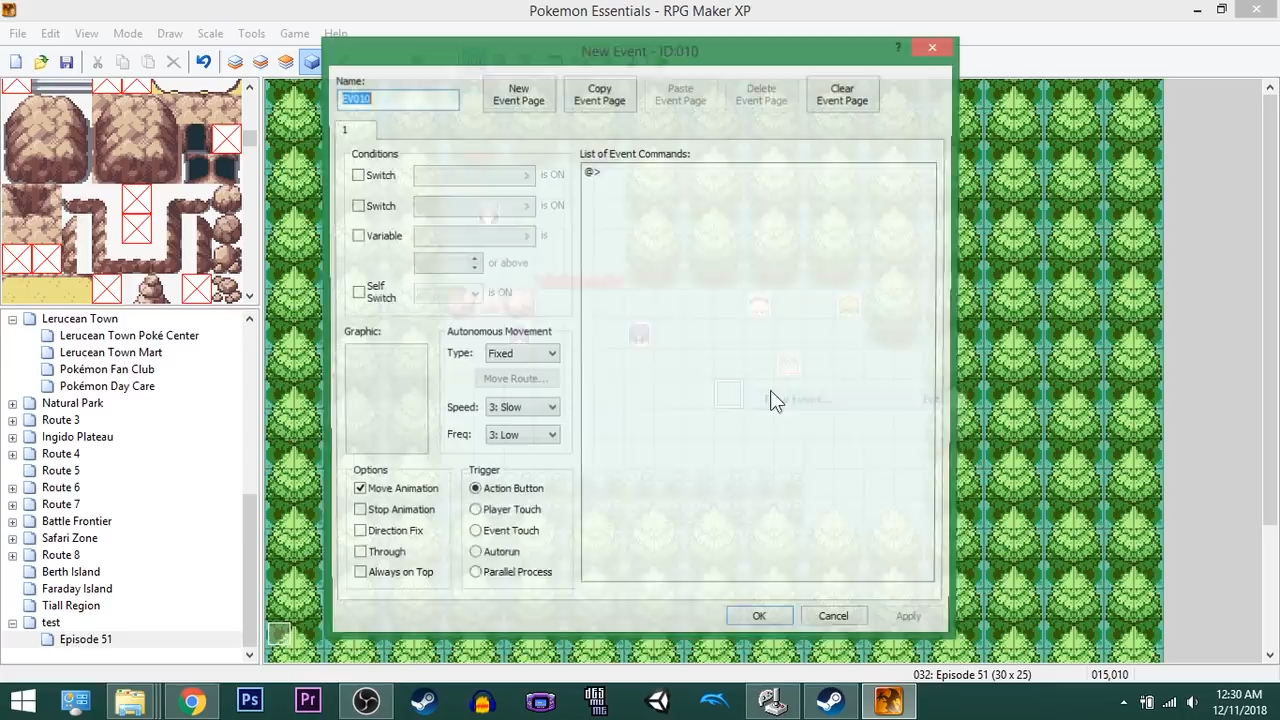 Pokemon Essentials - RPG Maker XP
File Edit View Mode Draw Scale Tools Game Help
New Event - ID:010
?
Name:
EV010
New Event Page
Copy Event Page
Paste Event Page
Delete Event Page
Clear Event Page
1
Conditions
List of Event Commands:
@>
Switch is ON
Switch is ON
Variable is
or above
Self Switch is ON
Graphic:
Autonomous Movement
Type: Fixed
Move Route...
Speed: 3: Slow
Freq: 3: Low
Options
Move Animation
Stop Animation
Direction Fix
Through
Always on Top
Trigger
Action Button
Player Touch
Event Touch
Autorun
Parallel Process
OK
Cancel
Apply
Lerucean Town
Lerucean Town Poké Center
Lerucean Town Mart
Pokémon Fan Club
Pokémon Day Care
Natural Park
Route 3
Ingido Plateau
Route 4
Route 5
Route 6
Route 7
Battle Frontier
Safari Zone
Route 8
Berth Island
Faraday Island
Tiall Region
test
Episode 51
032: Episode 51 (30 x 25)
015,010
Ps
Pr
12:30 AM
12/11/2018